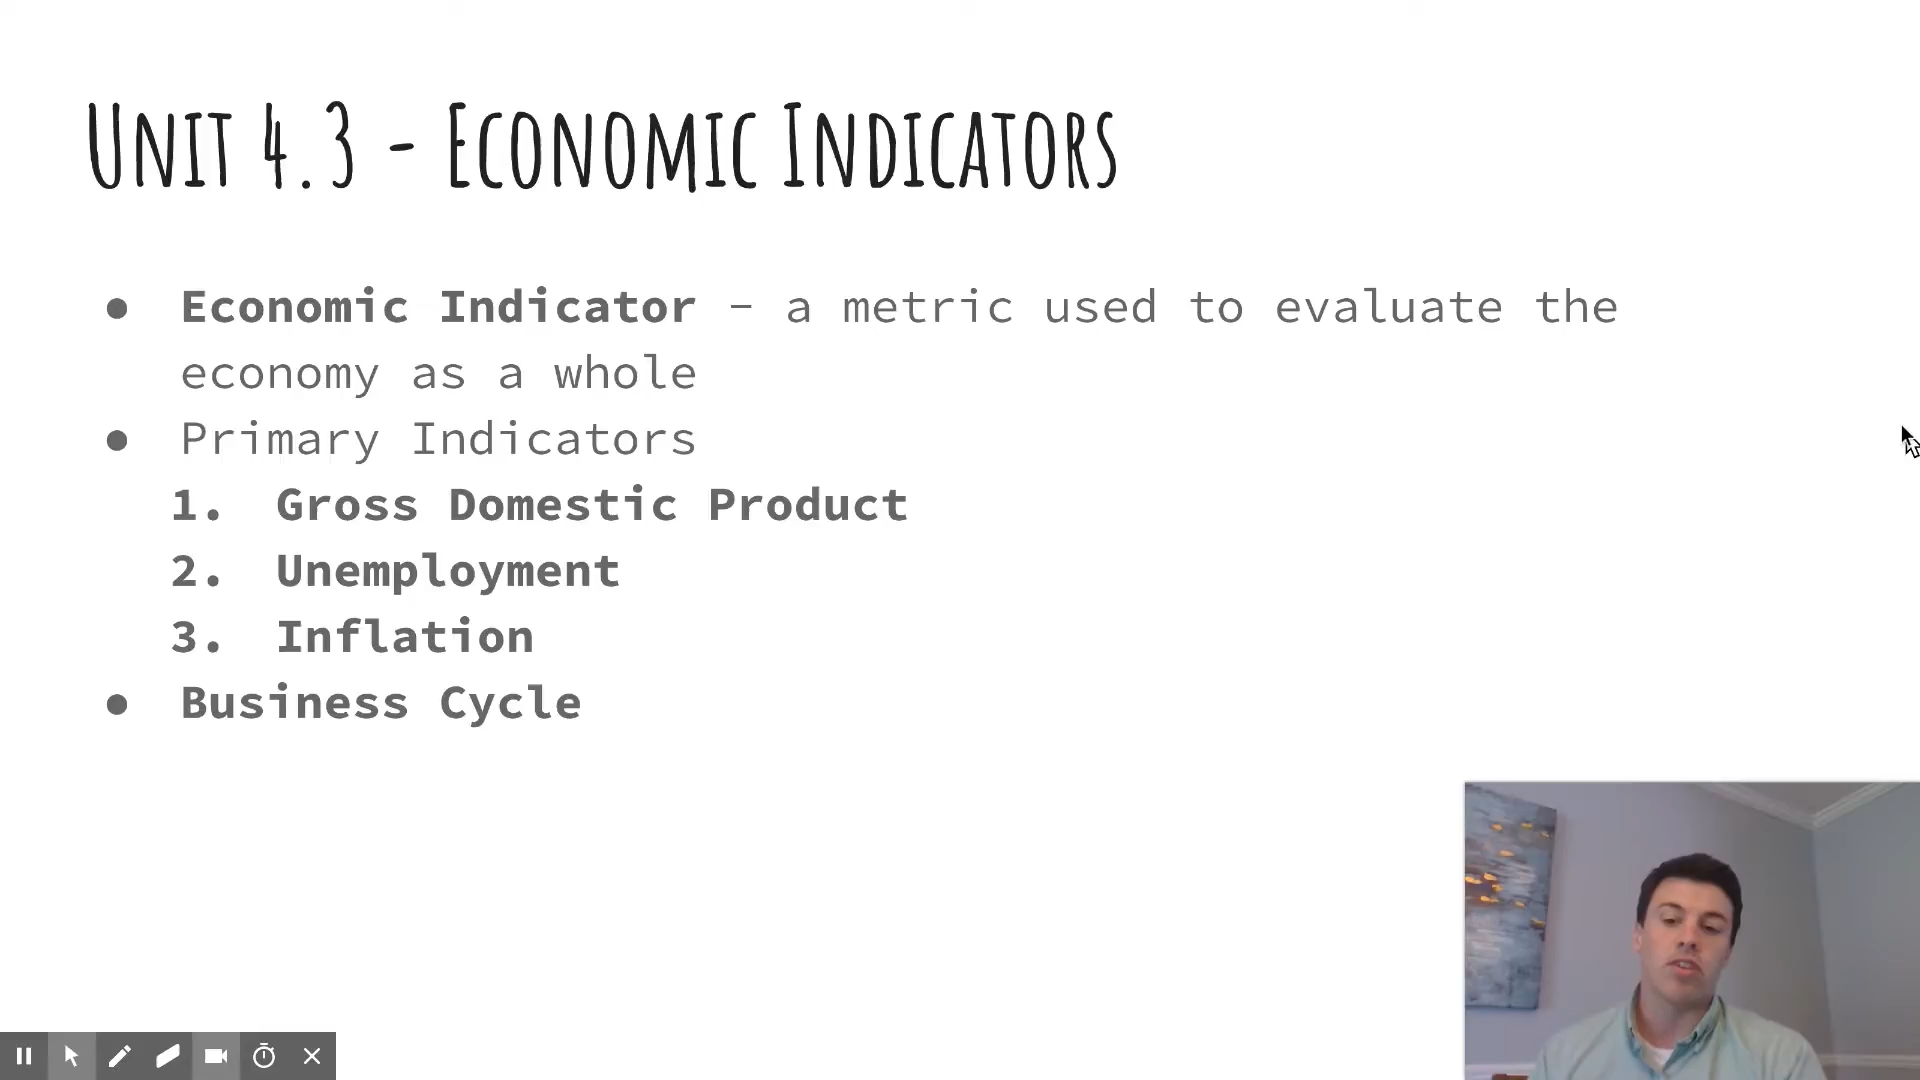 Unit 4.3 - Economic Indicators
● Economic Indicator - a metric used to evaluate the
economy as a whole
● Primary Indicators
1. Gross Domestic Product
2. Unemployment
3. Inflation
● Business Cycle